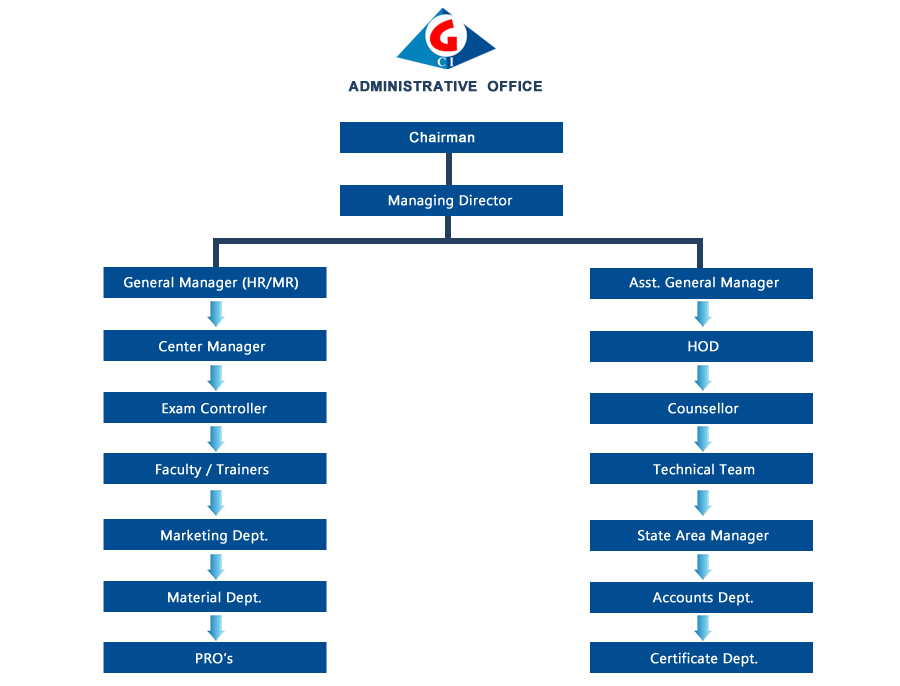 G
CI
ADMINISTRATIVE OFFICE
Chairman
Managing Director
General Manager (HR/MR)
Center Manager
Exam Controller
Faculty / Trainers
Marketing Dept.
Material Dept.
PRO’s
Asst. General Manager
HOD
Counsellor
Technical Team
State Area Manager
Accounts Dept.
Certificate Dept.